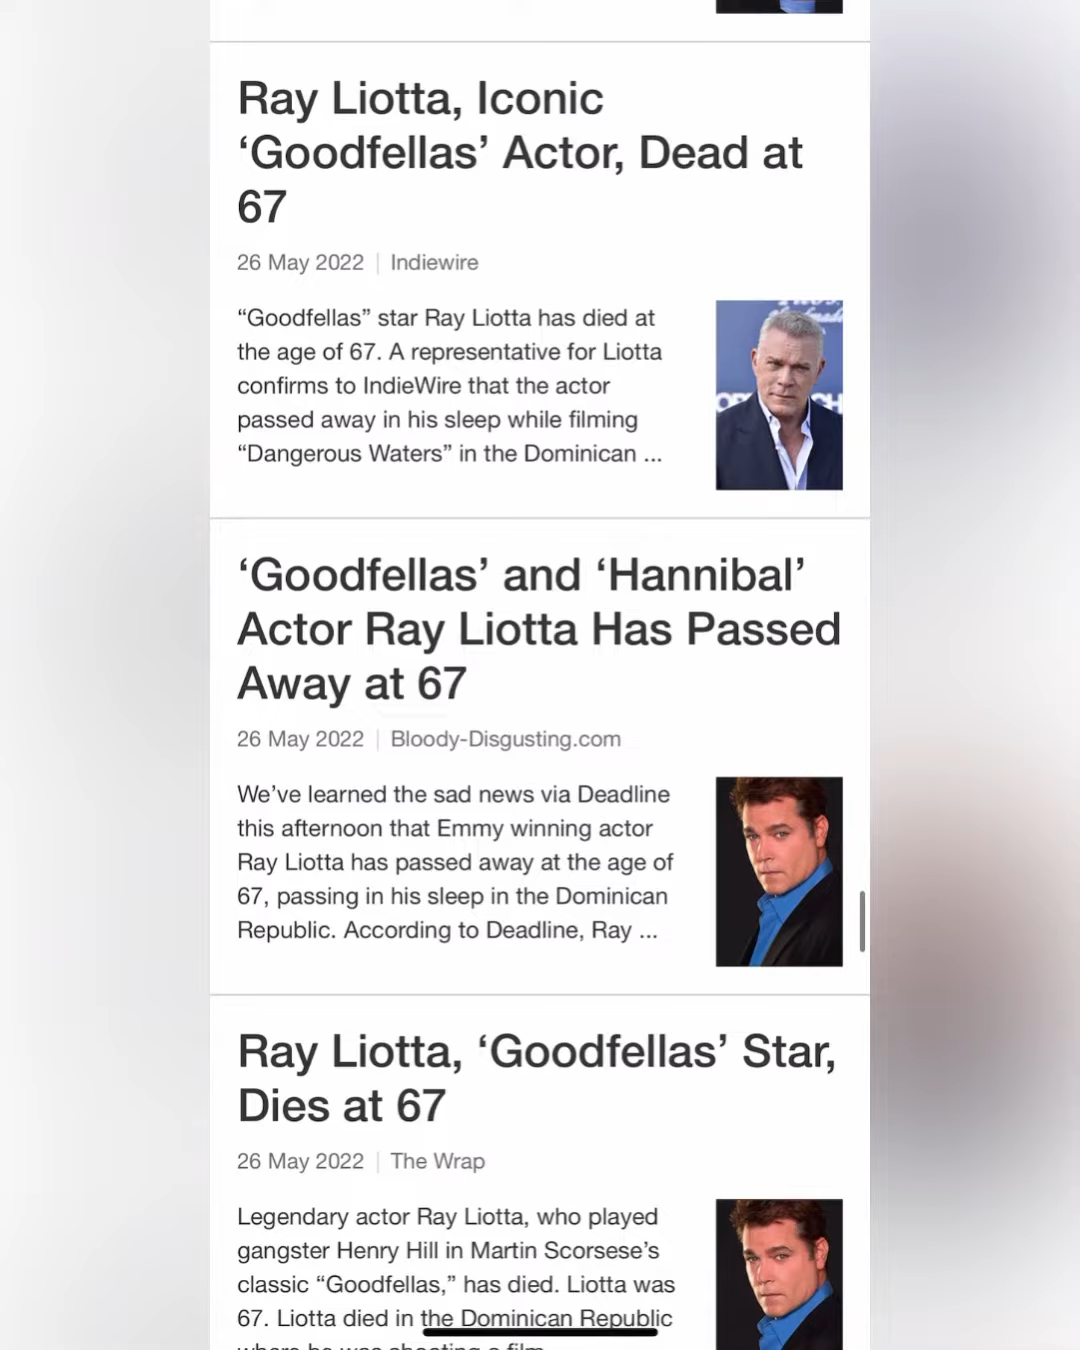 Ray Liotta, Iconic
‘Goodfellas’ Actor, Dead at
67
26 May 2022 | Indiewire
“Goodfellas” star Ray Liotta has died at
the age of 67. A representative for Liotta
confirms to IndieWire that the actor
passed away in his sleep while filming
“Dangerous Waters” in the Dominican ...
‘Goodfellas’ and ‘Hannibal’
Actor Ray Liotta Has Passed
Away at 67
26 May 2022 | Bloody-Disgusting.com
We’ve learned the sad news via Deadline
this afternoon that Emmy winning actor
Ray Liotta has passed away at the age of
67, passing in his sleep in the Dominican
Republic. According to Deadline, Ray ...
Ray Liotta, ‘Goodfellas’ Star,
Dies at 67
26 May 2022 | The Wrap
Legendary actor Ray Liotta, who played
gangster Henry Hill in Martin Scorsese’s
classic “Goodfellas,” has died. Liotta was
67. Liotta died in the Dominican Republic
where he was shooting a film